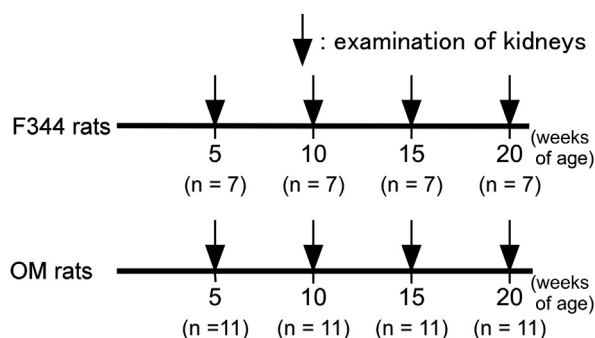 : examination of kidneys
F344 rats
5 10 15 20 (weeks of age)
(n = 7) (n = 7) (n = 7) (n = 7)
OM rats
5 10 15 20 (weeks of age)
(n =11) (n = 11) (n = 11) (n = 11)